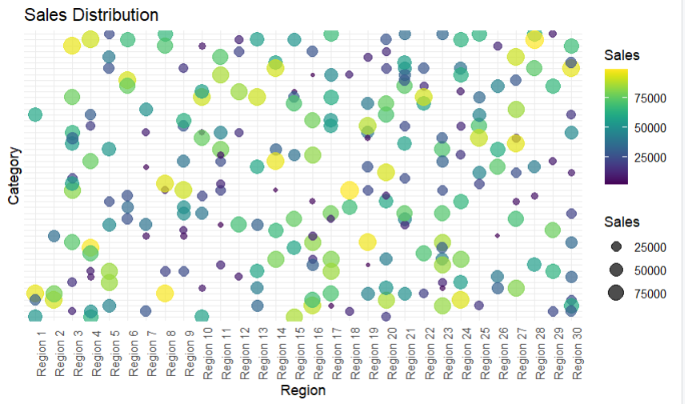 Sales Distribution
Category
Sales
75000
50000
25000
Sales
25000
50000
75000
Region 1
Region 2
Region 3
Region 4
Region 5
Region 6
Region 7
Region 8
Region 9
Region 10
Region 11
Region 12
Region 13
Region 14
Region 15
Region 16
Region 17
Region 18
Region 19
Region 20
Region 21
Region 22
Region 23
Region 24
Region 25
Region 26
Region 27
Region 28
Region 29
Region 30
Region